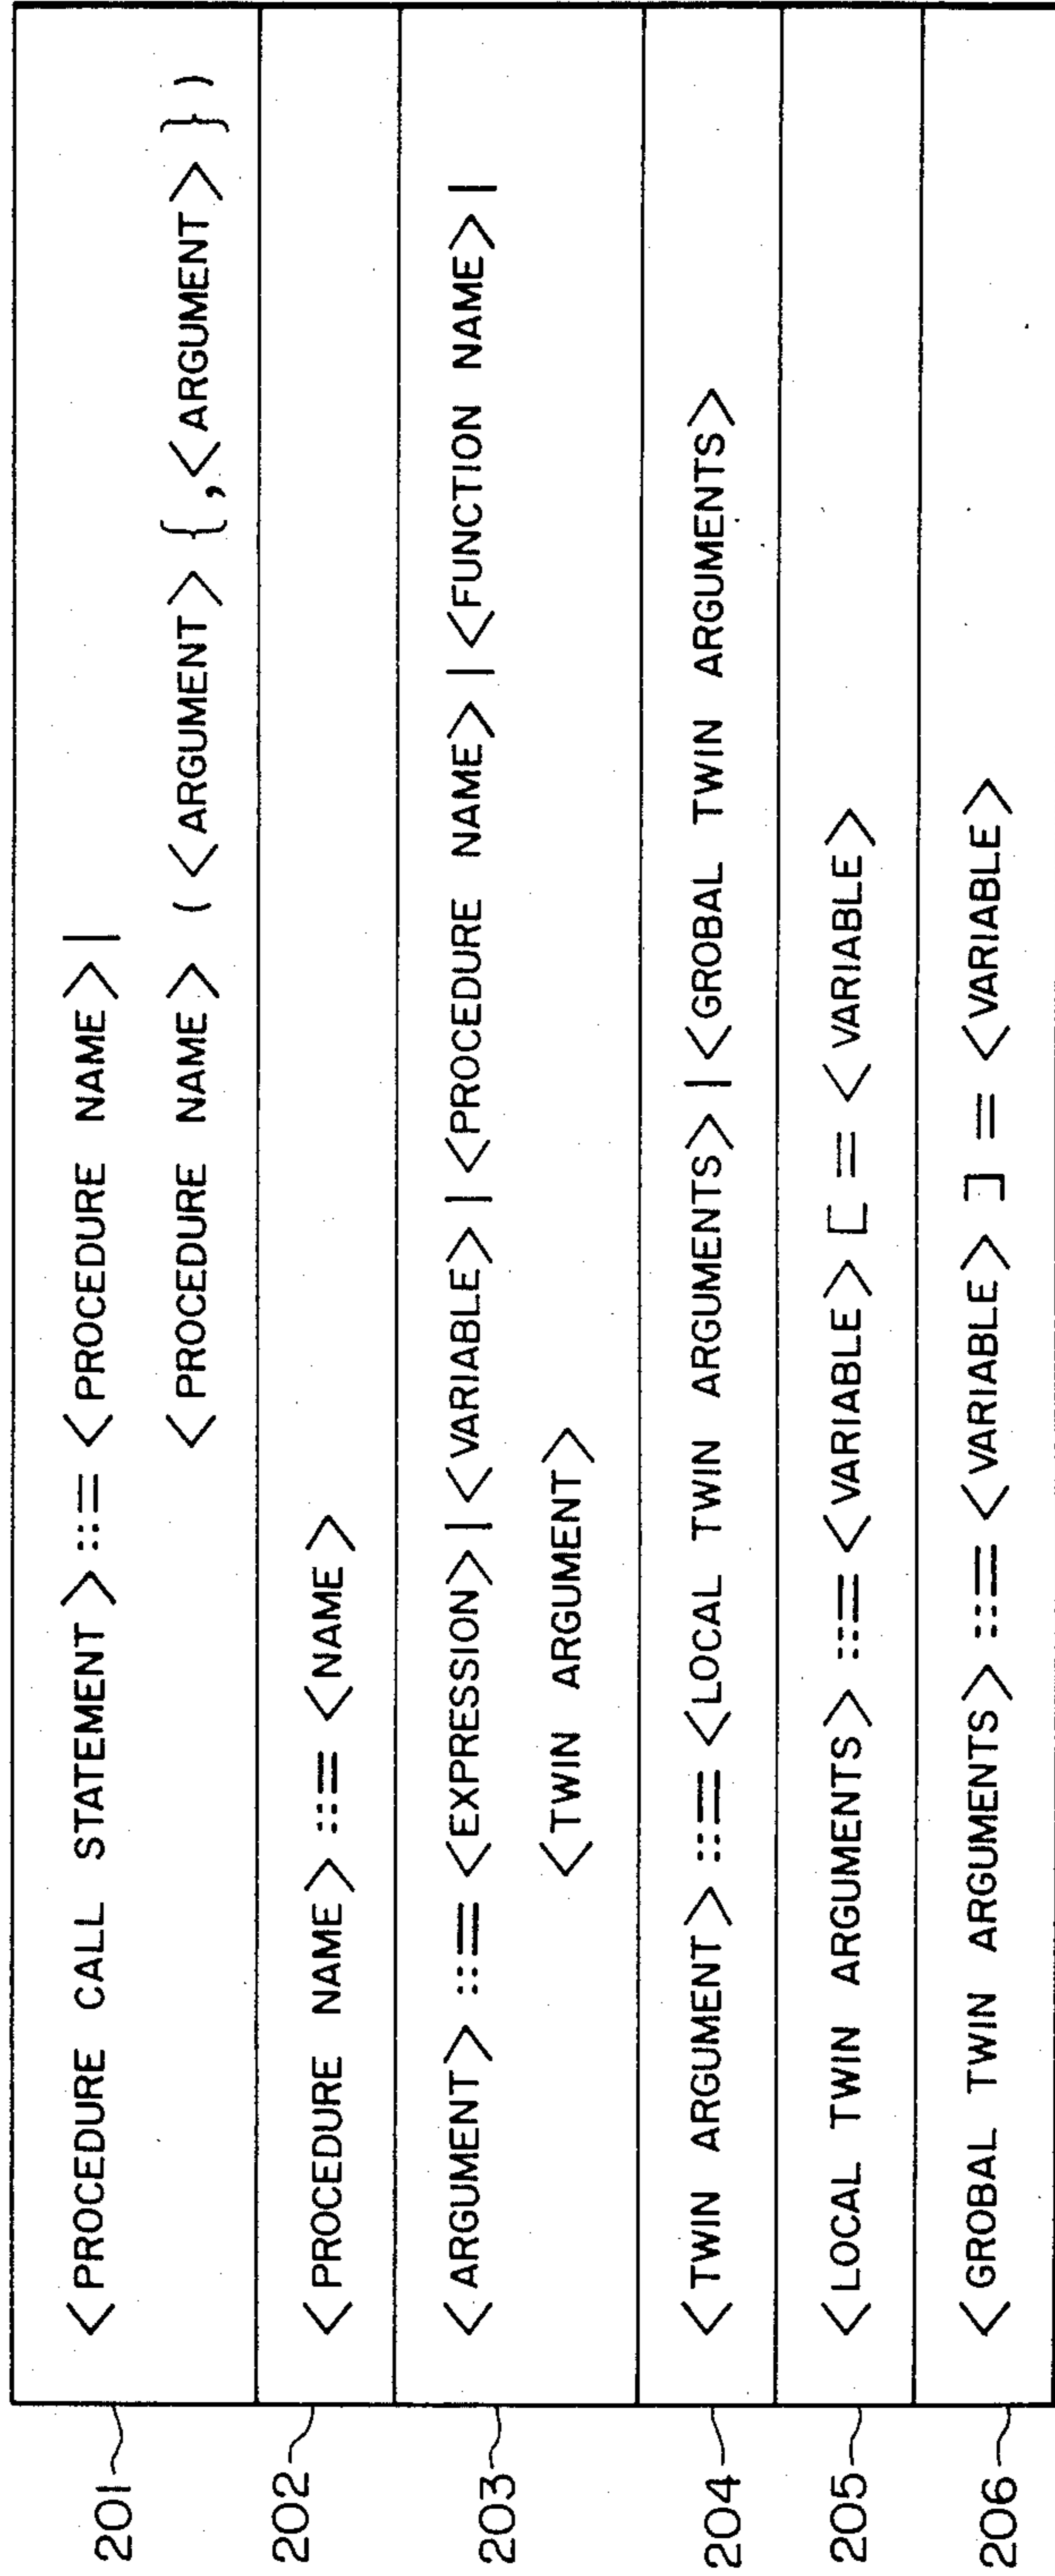 201 <PROCEDURE CALL STATEMENT> ::= <PROCEDURE NAME> |
<PROCEDURE NAME> ( <ARGUMENT> { ,<ARGUMENT> } )
202 <PROCEDURE NAME> ::= <NAME>
203 <ARGUMENT> ::= <EXPRESSION> | <VARIABLE> | <PROCEDURE NAME> | <FUNCTION NAME> |
<TWIN ARGUMENT>
204 <TWIN ARGUMENT> ::= <LOCAL TWIN ARGUMENTS> | <GROBAL TWIN ARGUMENTS>
205 <LOCAL TWIN ARGUMENTS> ::= <VARIABLE> [ = <VARIABLE>
206 <GROBAL TWIN ARGUMENTS> ::= <VARIABLE> ] = <VARIABLE>